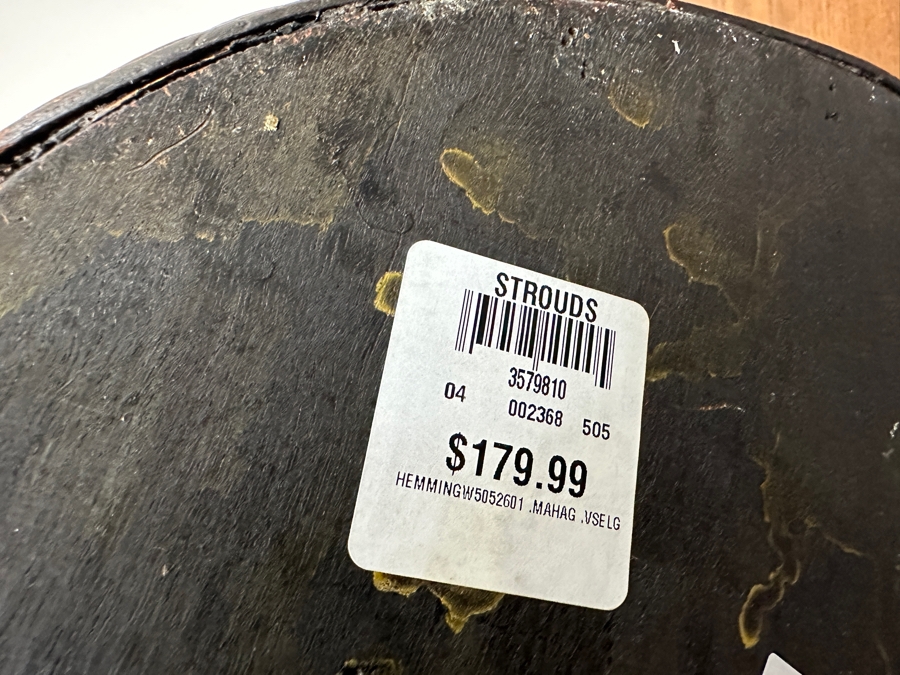 STROUDS
3579810
04 002368 505
$179.99
HEMMINGW5052601 .MAHAG .VSELG